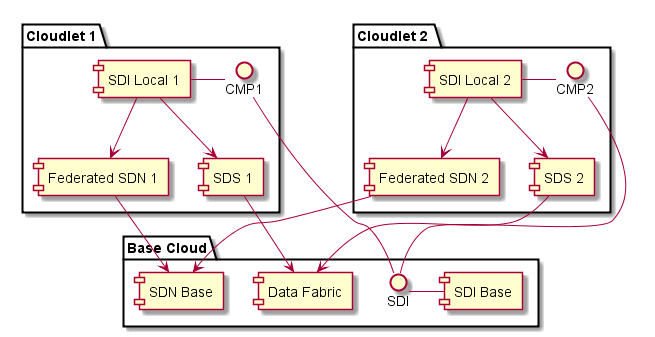 Cloudlet 1
Cloudlet 2
SDI Local 1
CMP1
SDI Local 2
CMP2
Federated SDN 1
SDS 1
Federated SDN 2
SDS 2
Base Cloud
SDN Base
Data Fabric
SDI
SDI Base